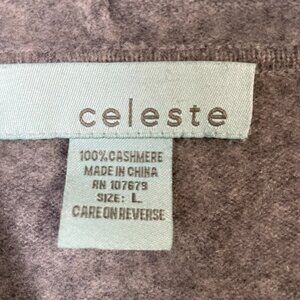 celeste
100% CASHMERE
MADE IN CHINA
RN 107679
SIZE: L
CARE ON REVERSE